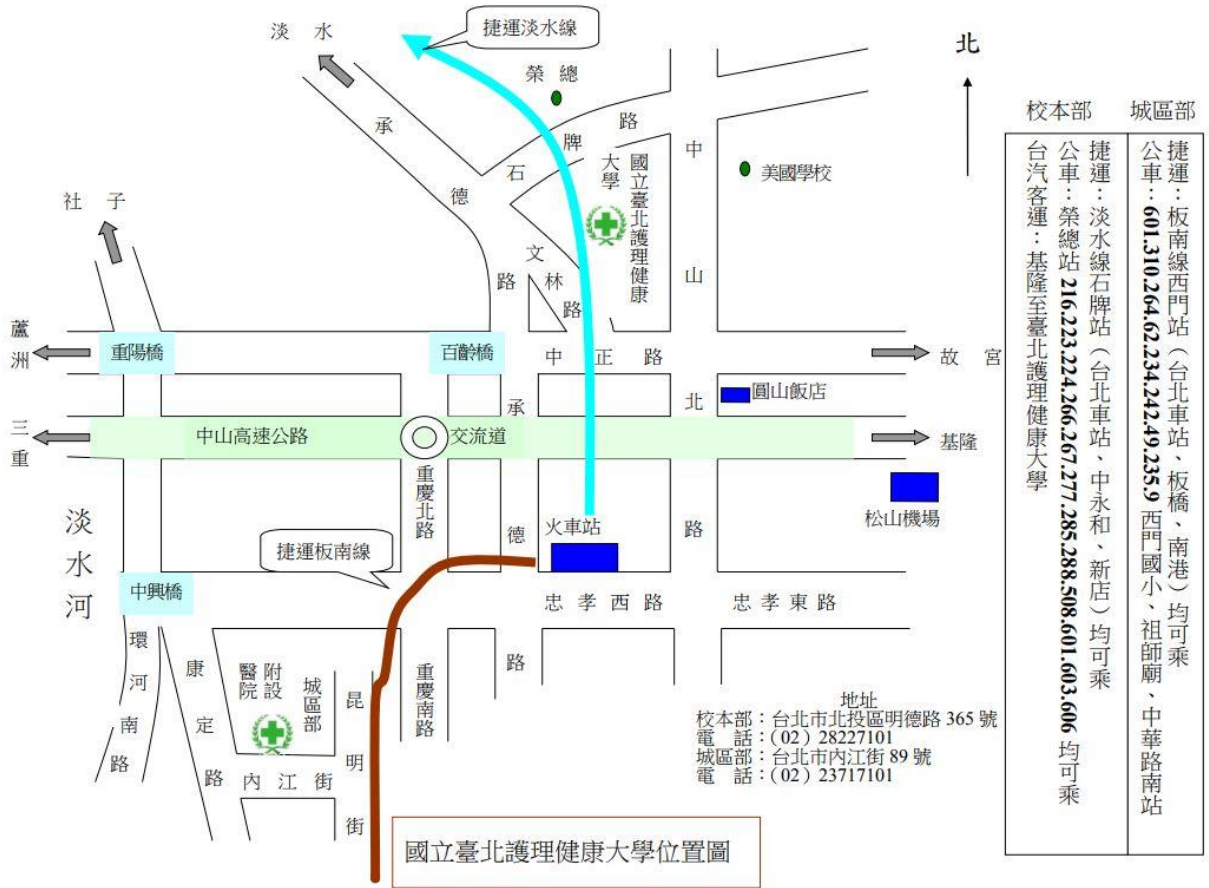 捷運淡水線
淡水
榮總
北
承德路
石牌路
文林路
國立臺北護理健康
大學
中山北路
美國學校
社子
蘆洲
重陽橋
百齡橋
中正路
故宮
圓山飯店
三重
中山高速公路
交流道
基隆
重慶北路
承德路
松山機場
火車站
捷運板南線
淡水河
中興橋
忠孝西路
忠孝東路
環河南路
康定路
附設
醫院
城區部
昆明街
重慶南路
內江街
地址
校本部：台北市北投區明德路 365 號
電 話：(02) 28227101
城區部：台北市內江街 89 號
電 話：(02) 23717101
國立臺北護理健康大學位置圖
城區部
捷運：板南線西門站（台北車站、板橋、南港）均可乘
公車：601.310.264.62.234.242.49.235.9 西門國小、祖師廟、中華路南站
校本部
捷運：淡水線石牌站（台北車站、中永和、新店）均可乘
公車：榮總站 216.223.224.266.267.277.285.288.508.601.603.606 均可乘
台汽客運：基隆至臺北護理健康大學